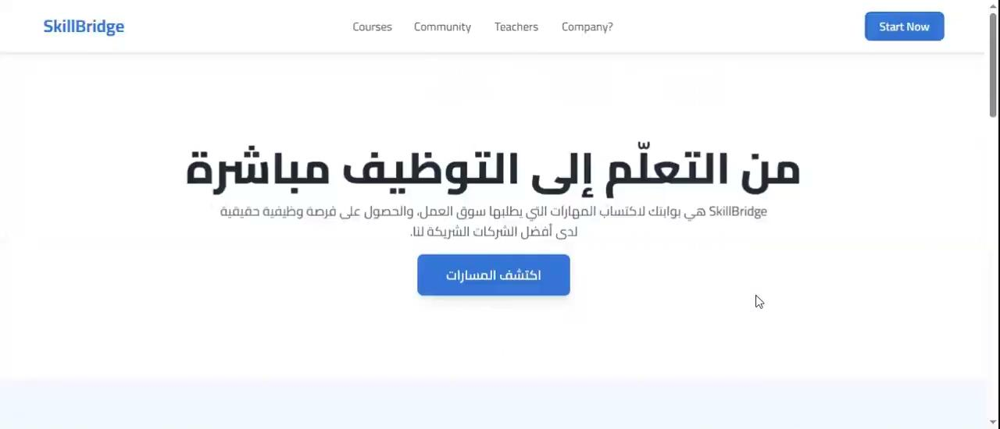 SkillBridge
Courses
Community
Teachers
Company?
Start Now
من التعلّم إلى التوظيف مباشرة
SkillBridge هي بوابتك لاكتساب المهارات التي يطلبها سوق العمل، والحصول على فرصة وظيفية حقيقية
لدى أفضل الشركات الشريكة لنا.
اكتشف المسارات